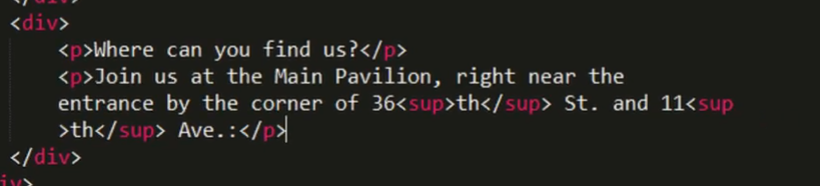 </div>
<div>
<p>Where can you find us?</p>
<p>Join us at the Main Pavilion, right near the
entrance by the corner of 36<sup>th</sup> St. and 11<sup
>th</sup> Ave.:</p>
</div>
iv>